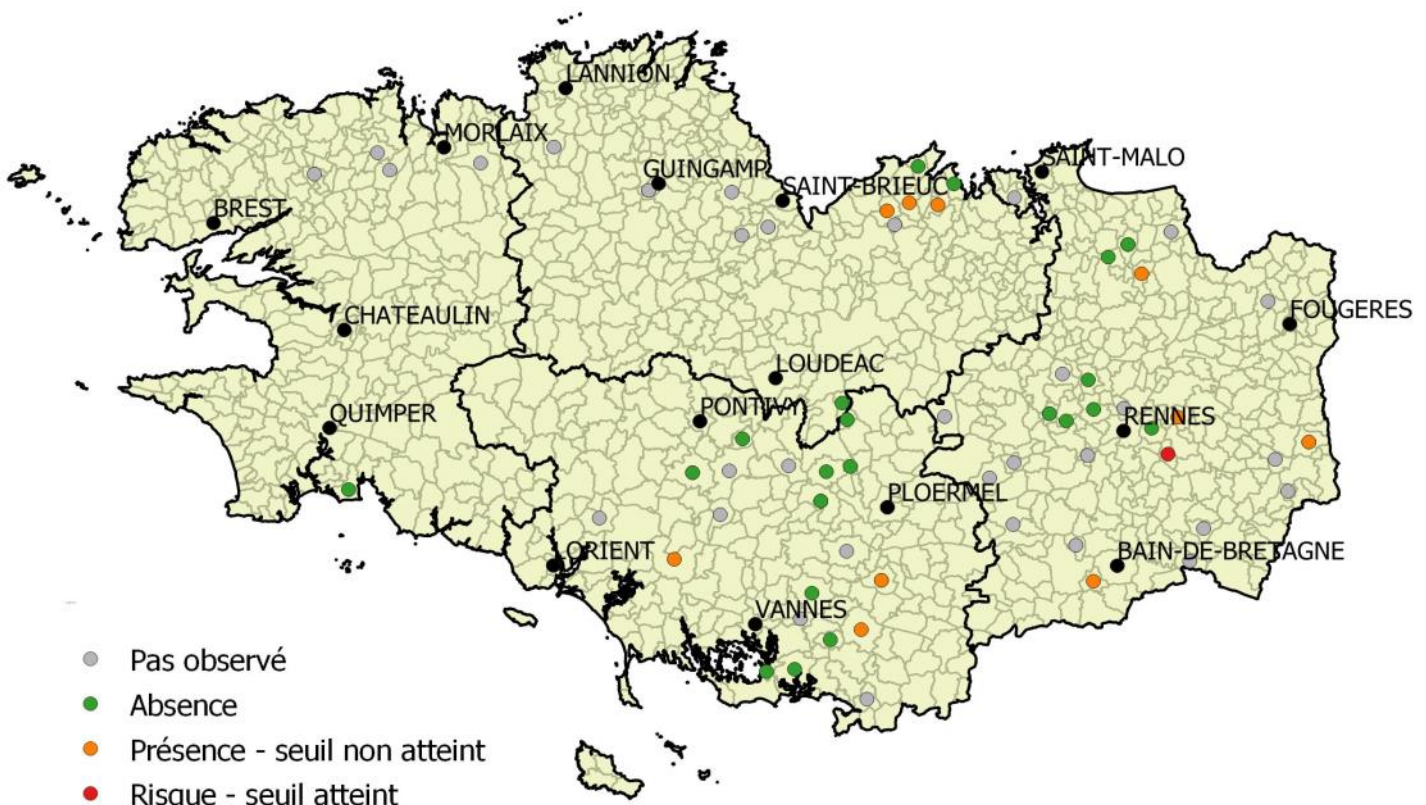 LANNION
MORLAIX
GUINGAMP
SAINT-MALO
SAINT-BRIEUC
BREST
CHATEAULIN
FOUGERES
LOUDEAC
PONTIVY
QUIMPER
RENNES
PLOERMEL
LORIENT
BAIN-DE-BRETAGNE
VANNES
Pas observé
Absence
Présence - seuil non atteint
Risque - seuil atteint